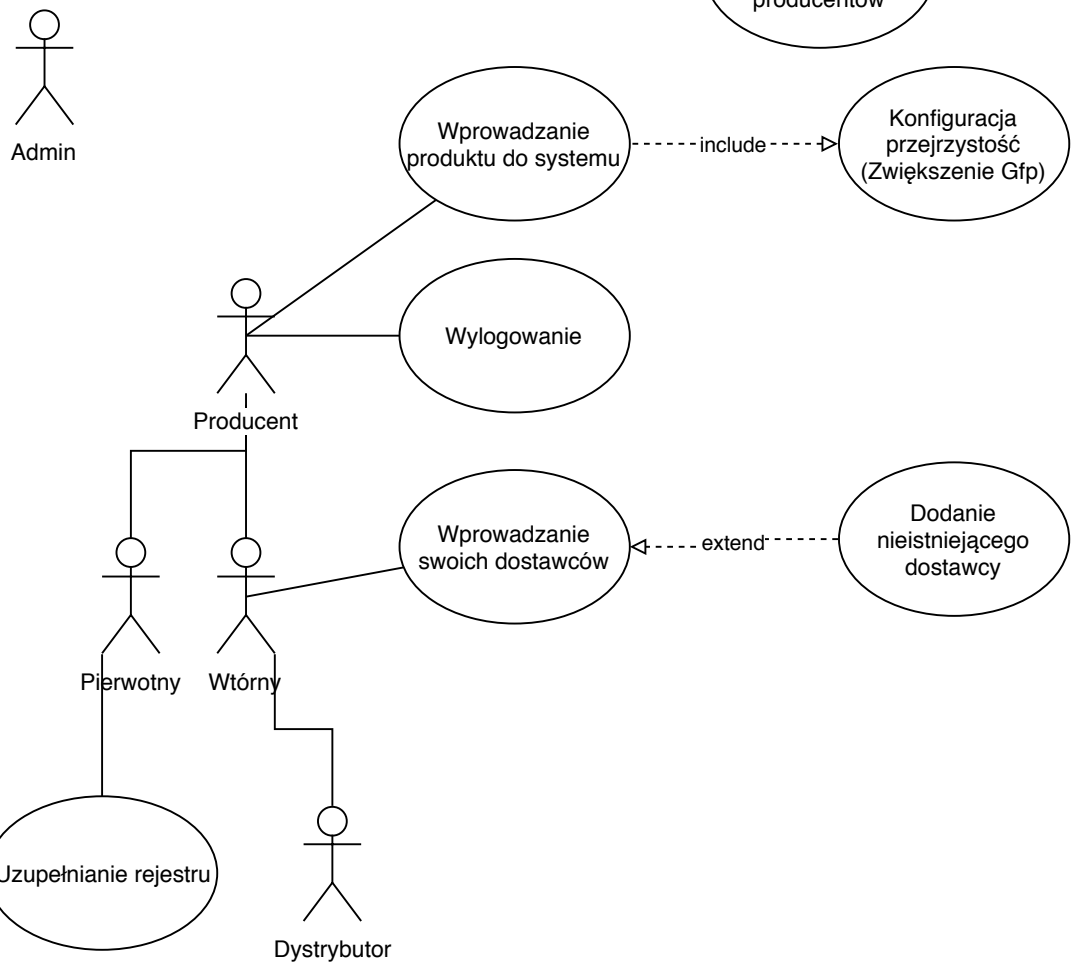 producentów
Admin
Wprowadzanie
produktu do systemu
include
Konfiguracja
przejrzystość
(Zwiększenie Gfp)
Wylogowanie
Producent
Wprowadzanie
swoich dostawców
extend
Dodanie
nieistniejącego
dostawcy
Pierwotny
Wtórny
Uzupełnianie rejestru
Dystrybutor